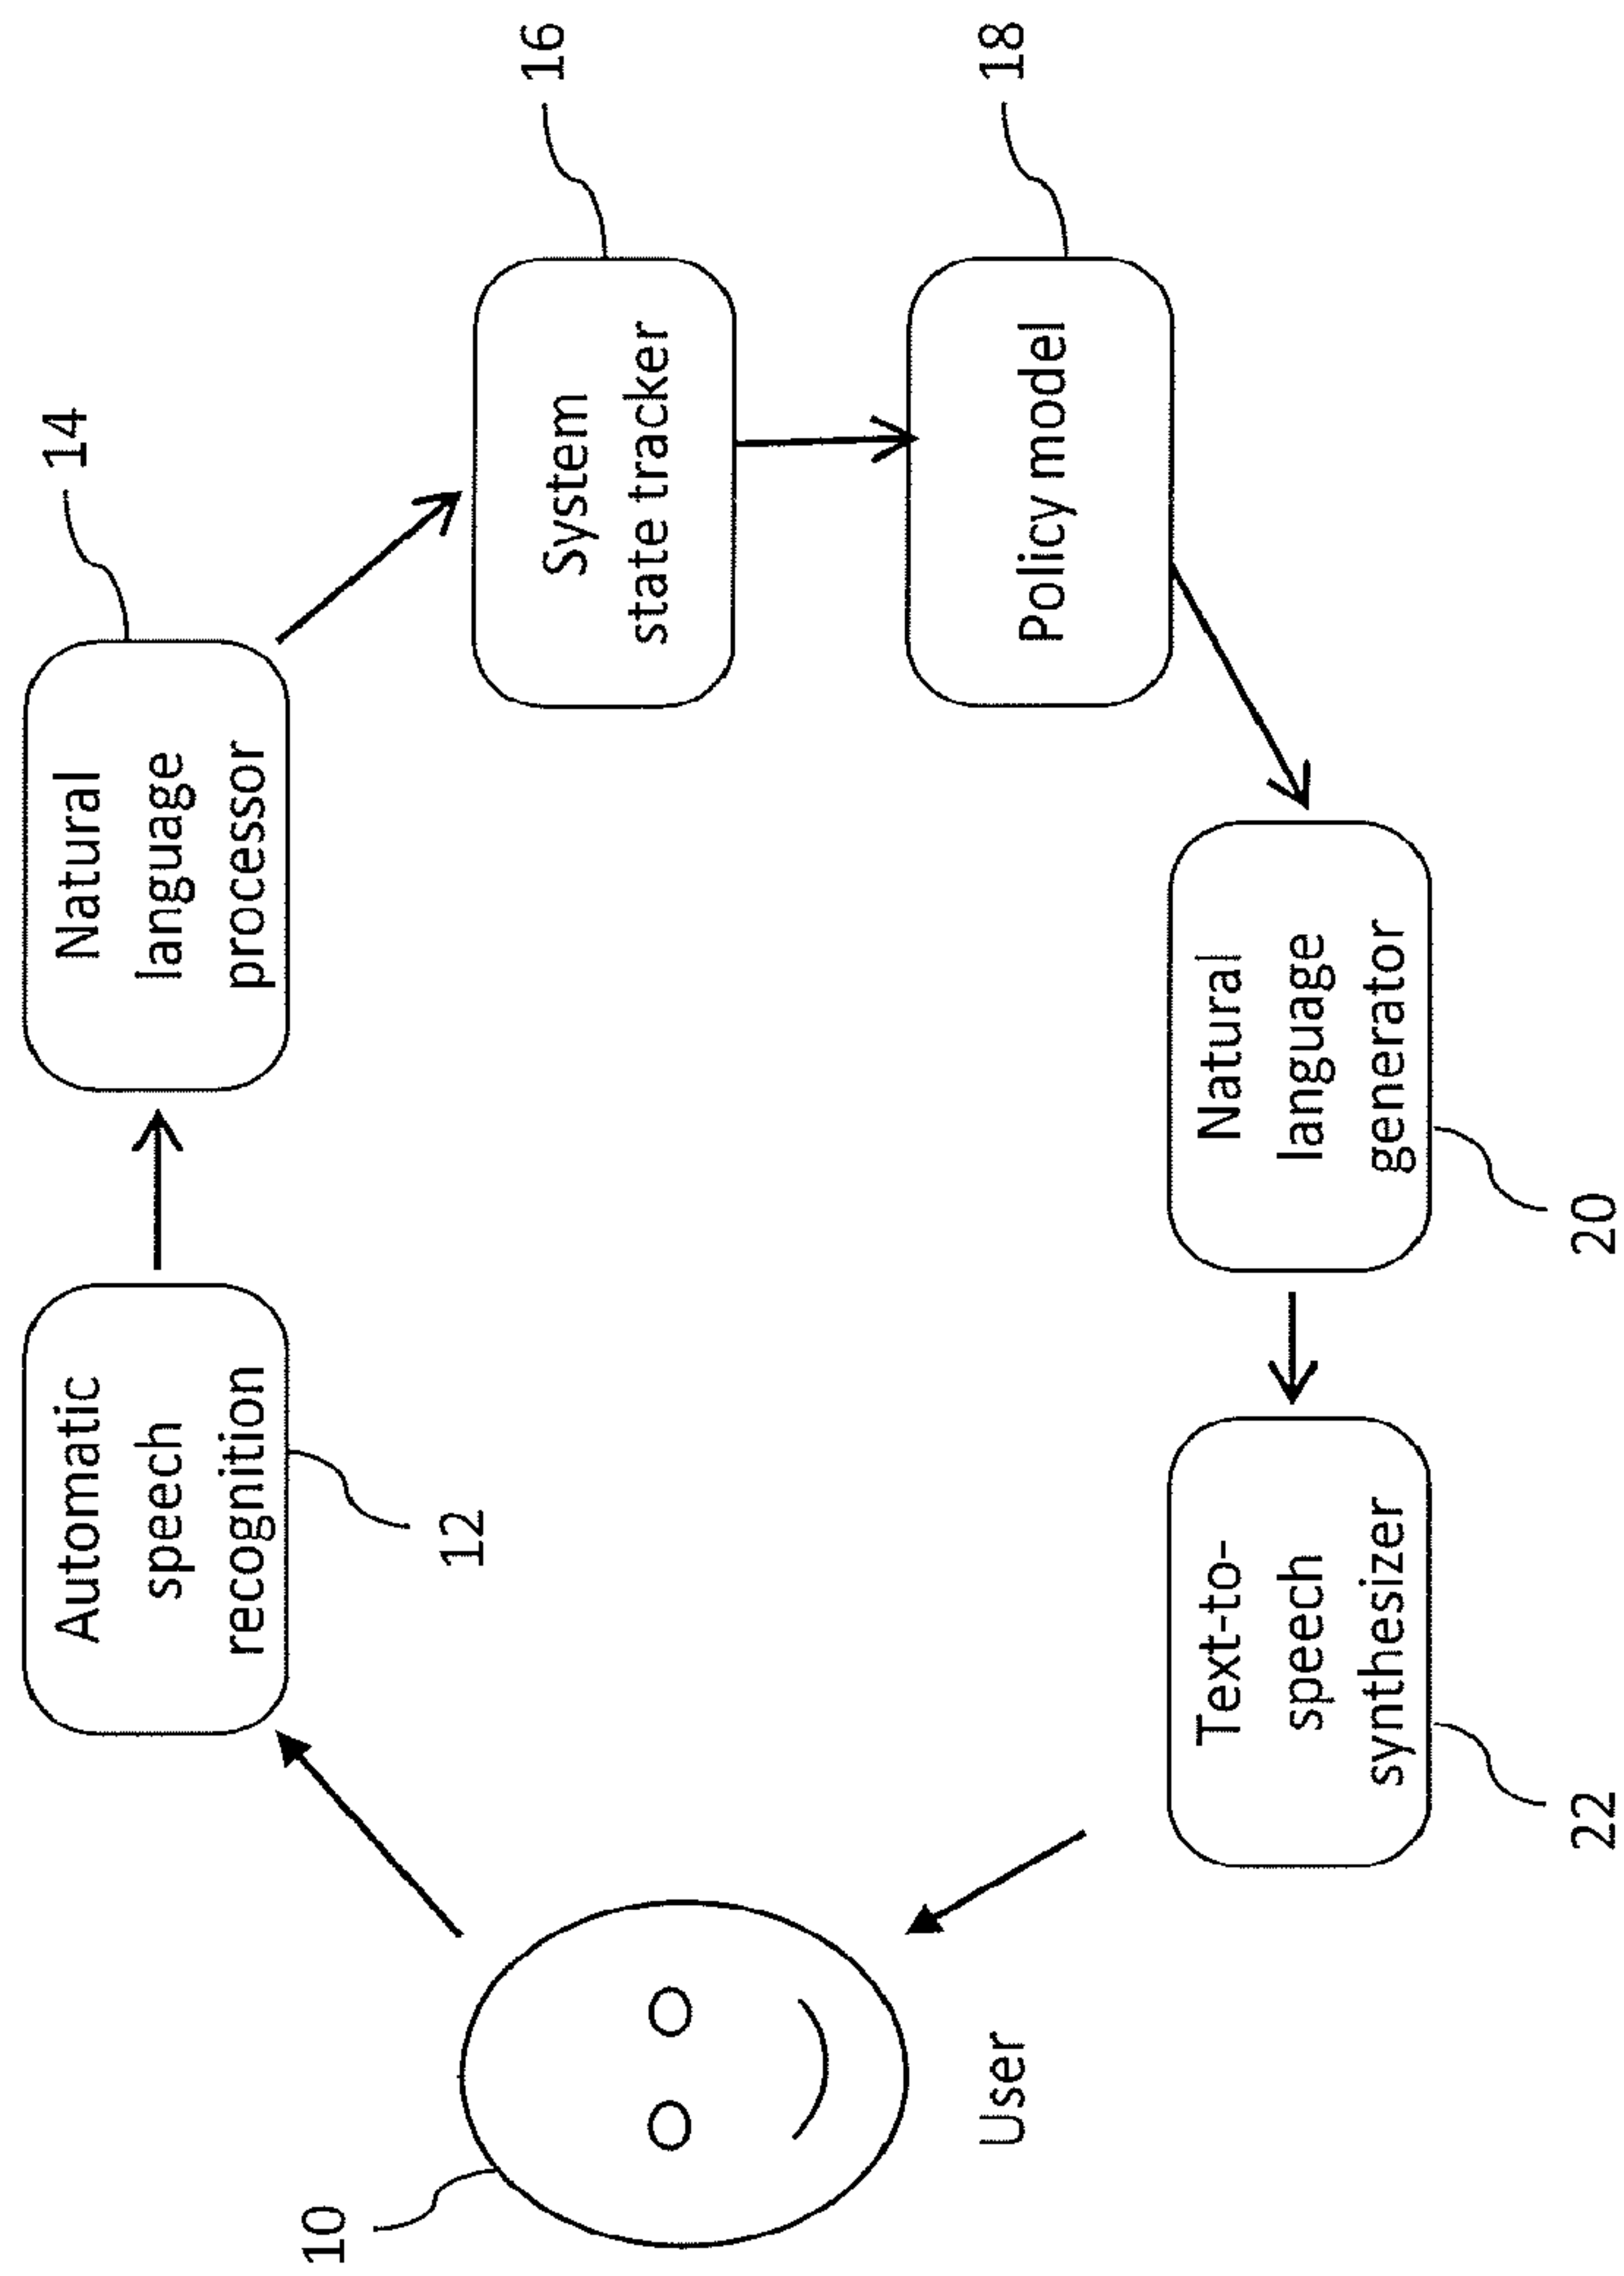 10
User
Automatic
speech
recognition
12
Natural
language
processor
14
System
state tracker
16
Policy model
18
Natural
language
generator
20
Text-to-
speech
synthesizer
22